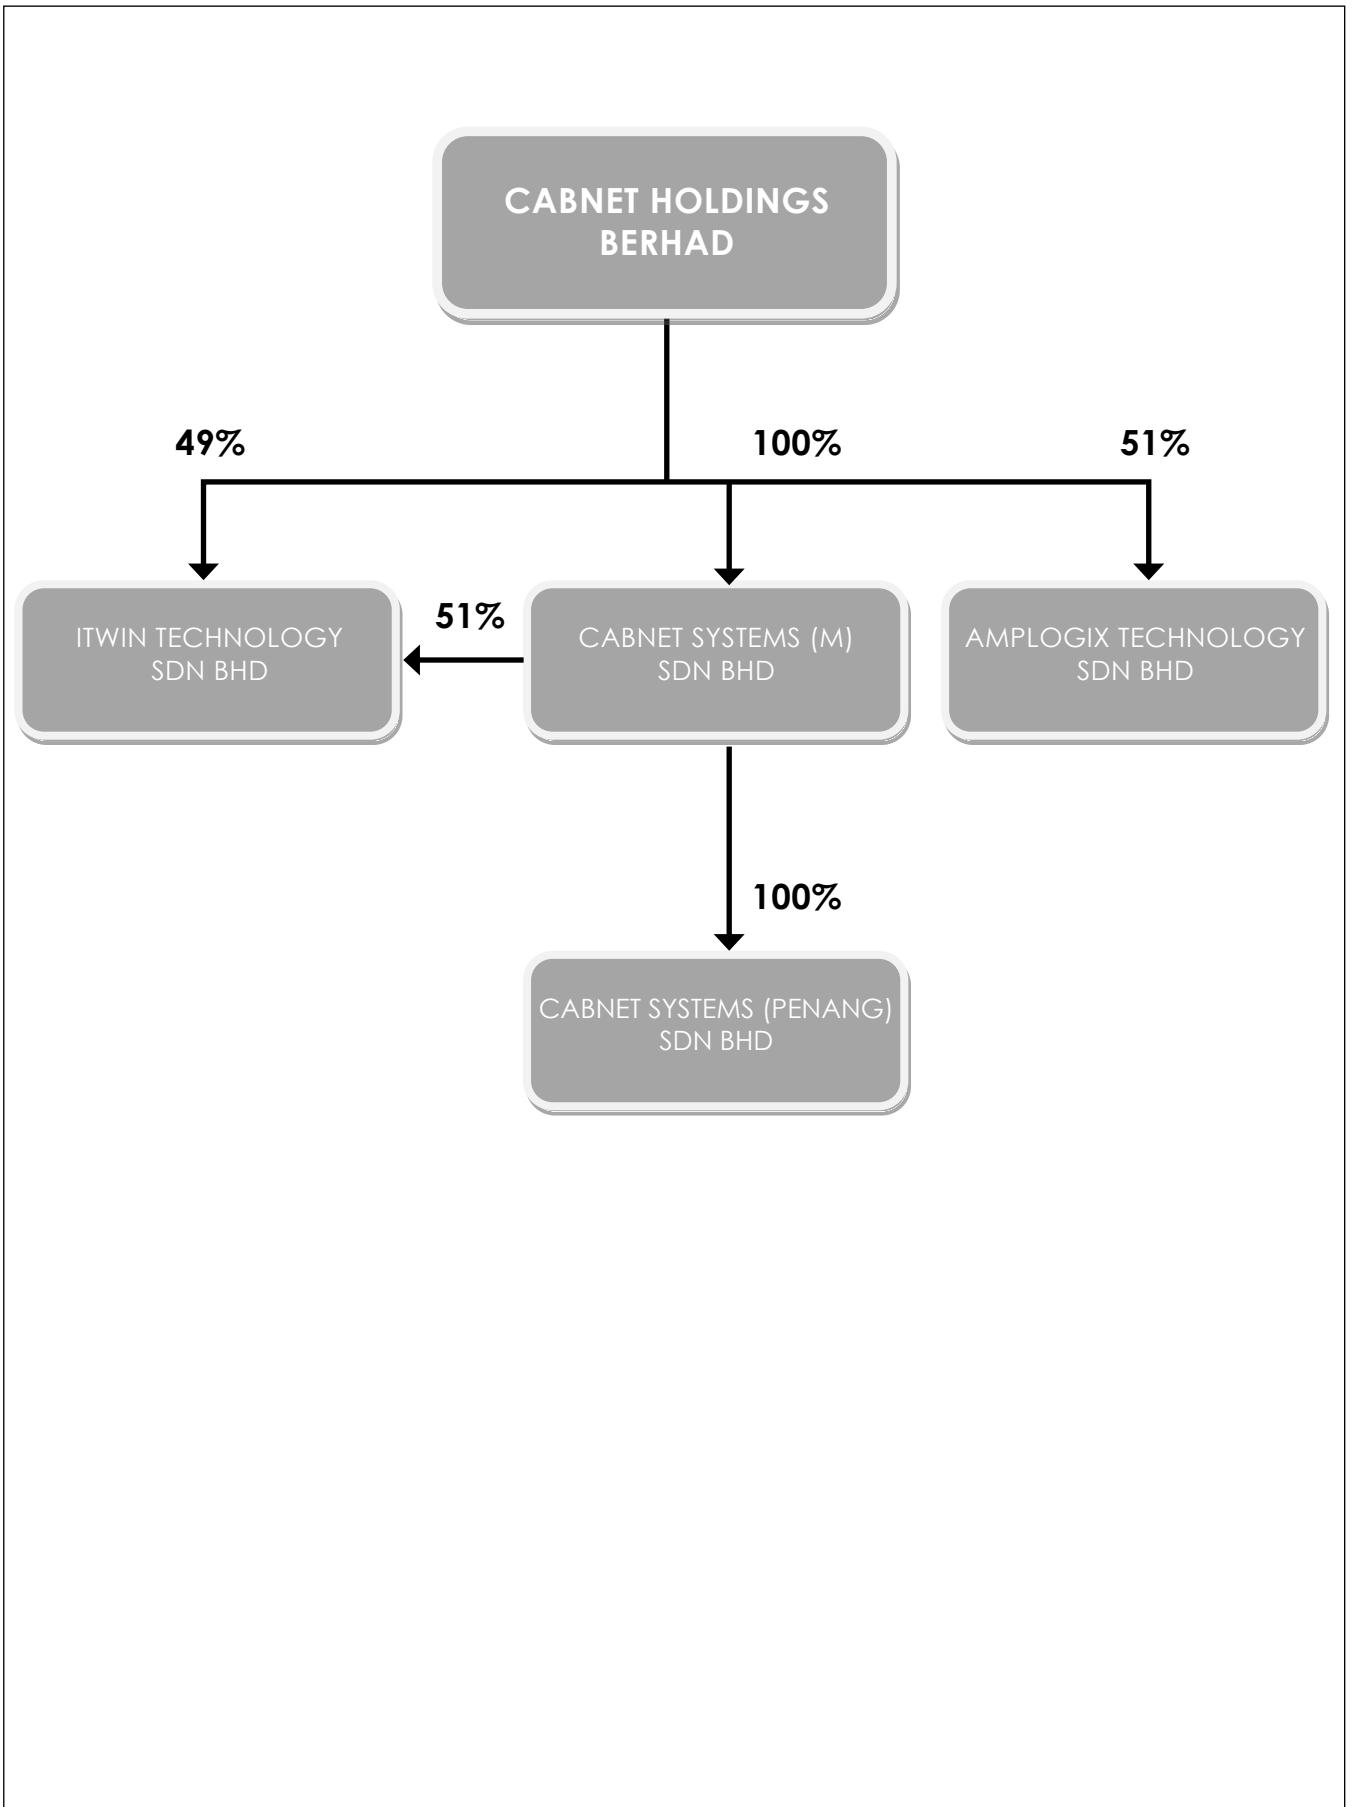 CABNET HOLDINGS
BERHAD
49%
100%
51%
ITWIN TECHNOLOGY
SDN BHD
51%
CABNET SYSTEMS (M)
SDN BHD
AMPLOGIX TECHNOLOGY
SDN BHD
100%
CABNET SYSTEMS (PENANG)
SDN BHD